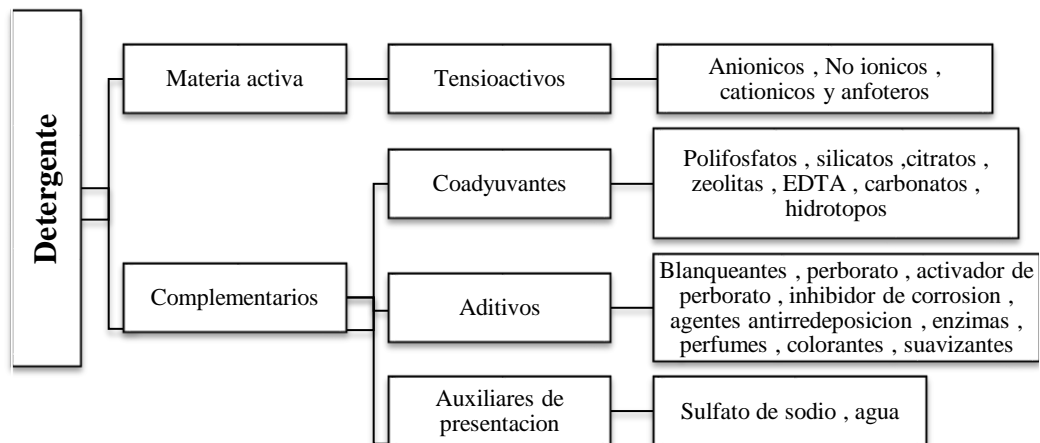 Detergente
Materia activa
Tensioactivos
Anionicos , No ionicos ,
cationicos y anfoteros
Complementarios
Coadyuvantes
Polifosfatos , silicatos ,citratos ,
zeolitas , EDTA , carbonatos ,
hidrotopos
Aditivos
Blanqueantes , perborato , activador de
perborato , inhibidor de corrosion ,
agentes antirredeposicion , enzimas ,
perfumes , colorantes , suavizantes
Auxiliares de
presentacion
Sulfato de sodio , agua